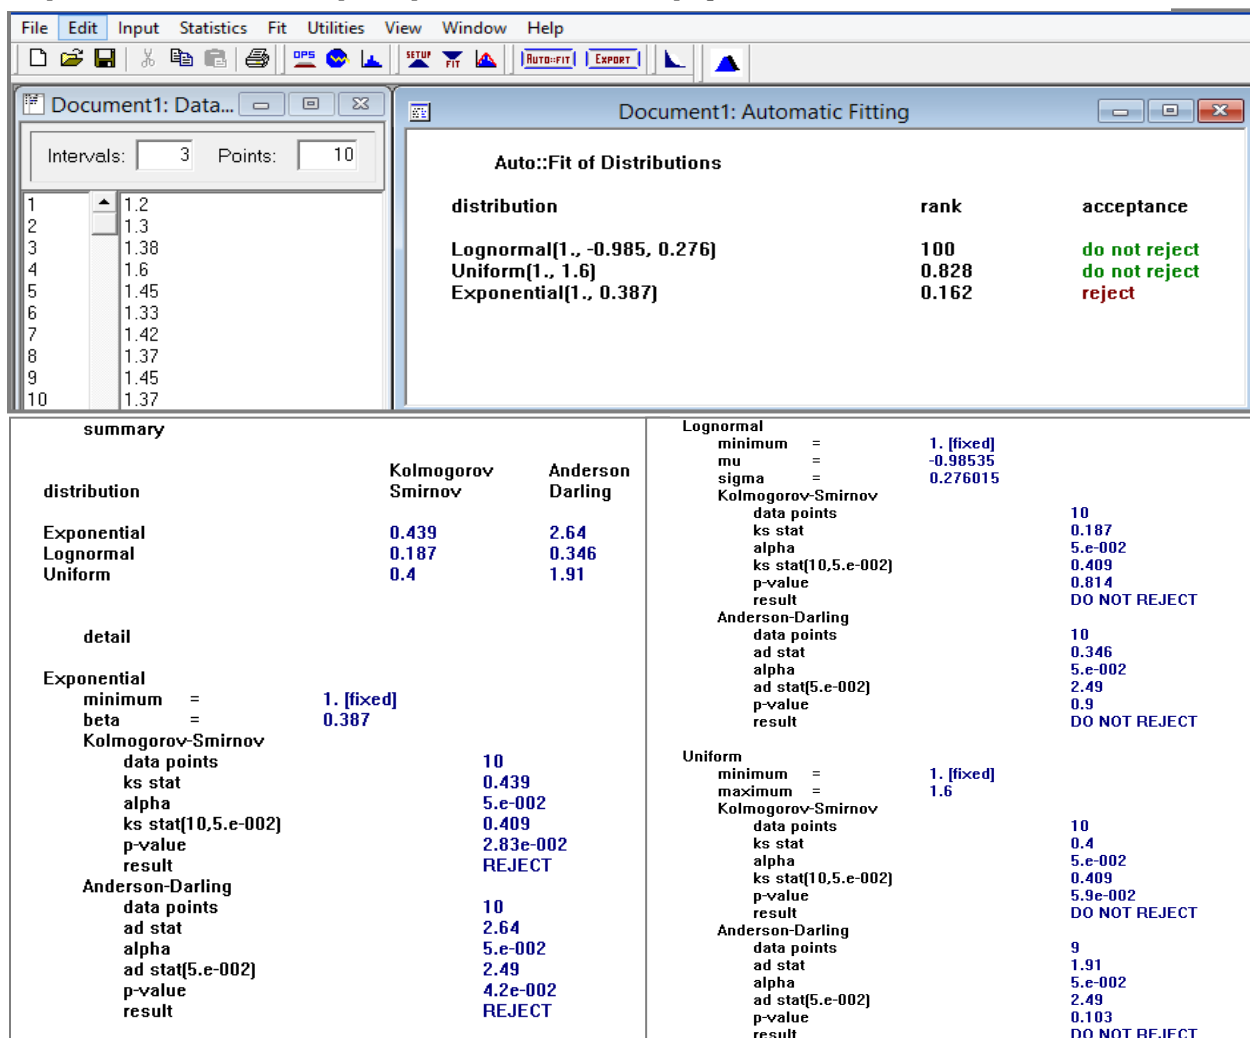 File Edit Input Statistics Fit Utilities View Window Help
OPS SETUP FIT AUTO::FIT EXPORT
Document1: Data...
Intervals: 3 Points: 10
1 1.2
2 1.3
3 1.38
4 1.6
5 1.45
6 1.33
7 1.42
8 1.37
9 1.45
10 1.37
Document1: Automatic Fitting
Auto::Fit of Distributions
distribution rank acceptance
Lognormal(1., -0.985, 0.276) 100 do not reject
Uniform(1., 1.6) 0.828 do not reject
Exponential(1., 0.387) 0.162 reject
summary
Kolmogorov Anderson
distribution Smirnov Darling
Exponential 0.439 2.64
Lognormal 0.187 0.346
Uniform 0.4 1.91
detail
Exponential
minimum = 1. [fixed]
beta = 0.387
Kolmogorov-Smirnov
data points 10
ks stat 0.439
alpha 5.e-002
ks stat(10,5.e-002) 0.409
p-value 2.83e-002
result REJECT
Anderson-Darling
data points 10
ad stat 2.64
alpha 5.e-002
ad stat(5.e-002) 2.49
p-value 4.2e-002
result REJECT
Lognormal
minimum = 1. [fixed]
mu = -0.98535
sigma = 0.276015
Kolmogorov-Smirnov
data points 10
ks stat 0.187
alpha 5.e-002
ks stat(10,5.e-002) 0.409
p-value 0.814
result DO NOT REJECT
Anderson-Darling
data points 10
ad stat 0.346
alpha 5.e-002
ad stat(5.e-002) 2.49
p-value 0.9
result DO NOT REJECT
Uniform
minimum = 1. [fixed]
maximum = 1.6
Kolmogorov-Smirnov
data points 10
ks stat 0.4
alpha 5.e-002
ks stat(10,5.e-002) 0.409
p-value 5.9e-002
result DO NOT REJECT
Anderson-Darling
data points 9
ad stat 1.91
alpha 5.e-002
ad stat(5.e-002) 2.49
p-value 0.103
result DO NOT REJECT